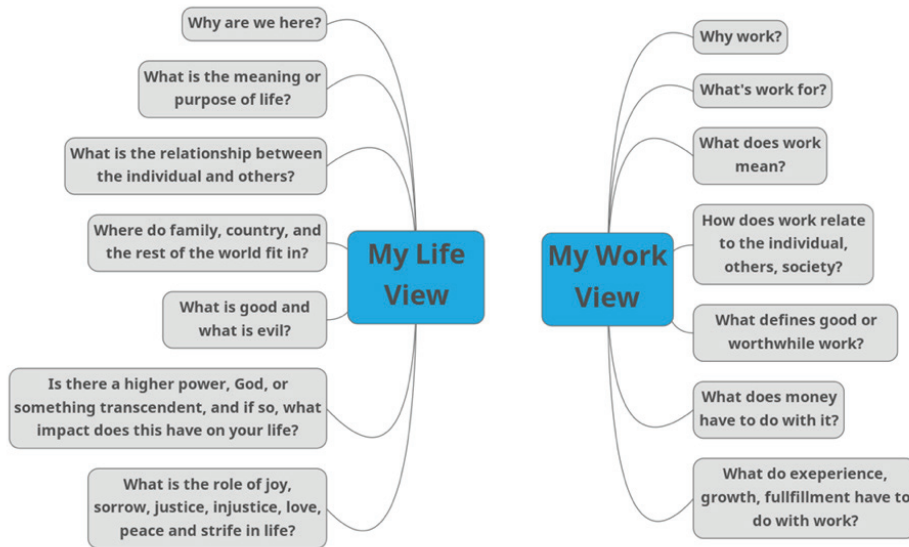 Why are we here?
What is the meaning or
purpose of life?
What is the relationship between
the individual and others?
Where do family, country, and
the rest of the world fit in?
What is good and
what is evil?
Is there a higher power, God, or
something transcendent, and if so, what
impact does this have on your life?
What is the role of joy,
sorrow, justice, injustice, love,
peace and strife in life?
My Life
View
My Work
View
Why work?
What's work for?
What does work
mean?
How does work relate
to the individual,
others, society?
What defines good or
worthwhile work?
What does money
have to do with it?
What do exeperience,
growth, fullfillment have to
do with work?